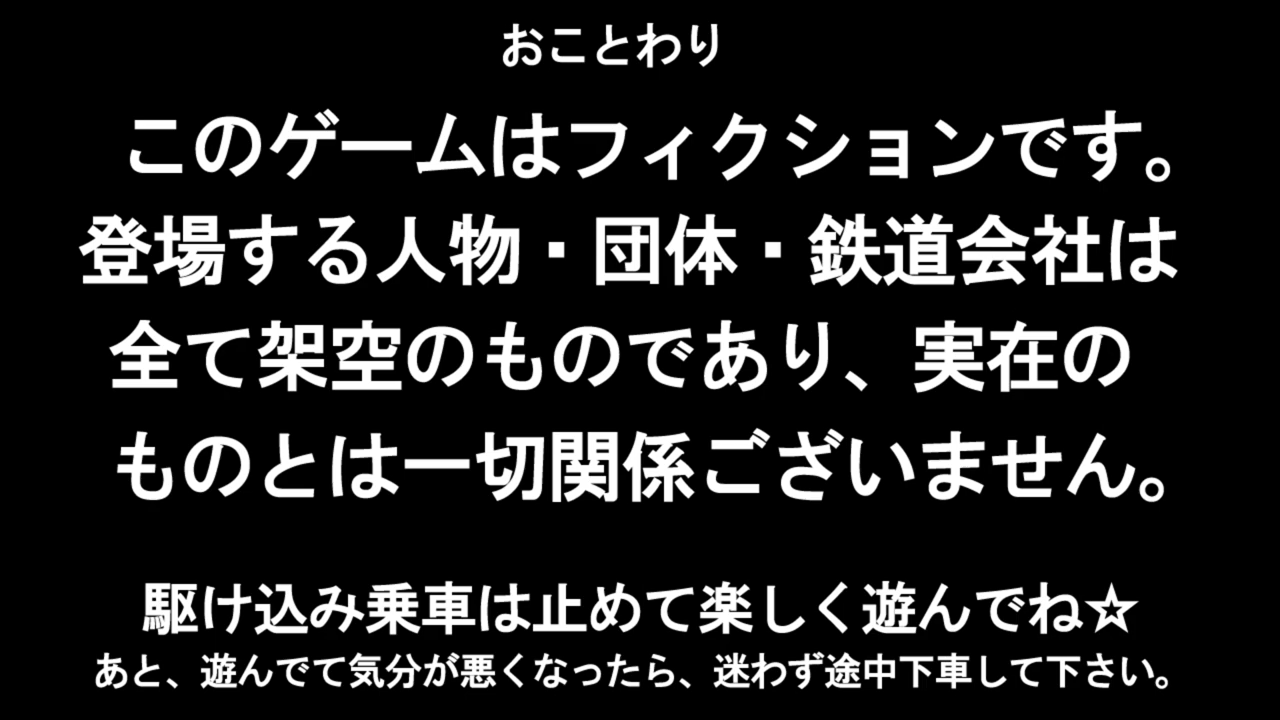 おことわり
このゲームはフィクションです。
登場する人物・団体・鉄道会社は
全て架空のものであり、実在の
ものとは一切関係ございません。
駆け込み乗車は止めて楽しく遊んでね☆
あと、遊んでて気分が悪くなったら、迷わず途中下車して下さい。